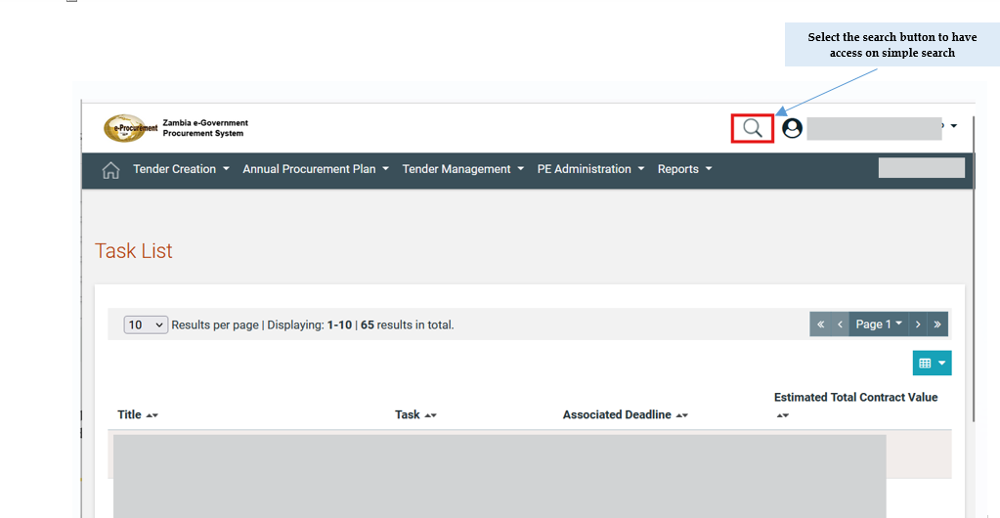 Select the search button to have
access on simple search
e-Procurement
Zambia e-Government
Procurement System
Tender Creation
Annual Procurement Plan
Tender Management
PE Administration
Reports
Task List
10 Results per page | Displaying: 1-10 | 65 results in total.
« ‹ Page 1 › »
Estimated Total Contract Value
Title
Task
Associated Deadline